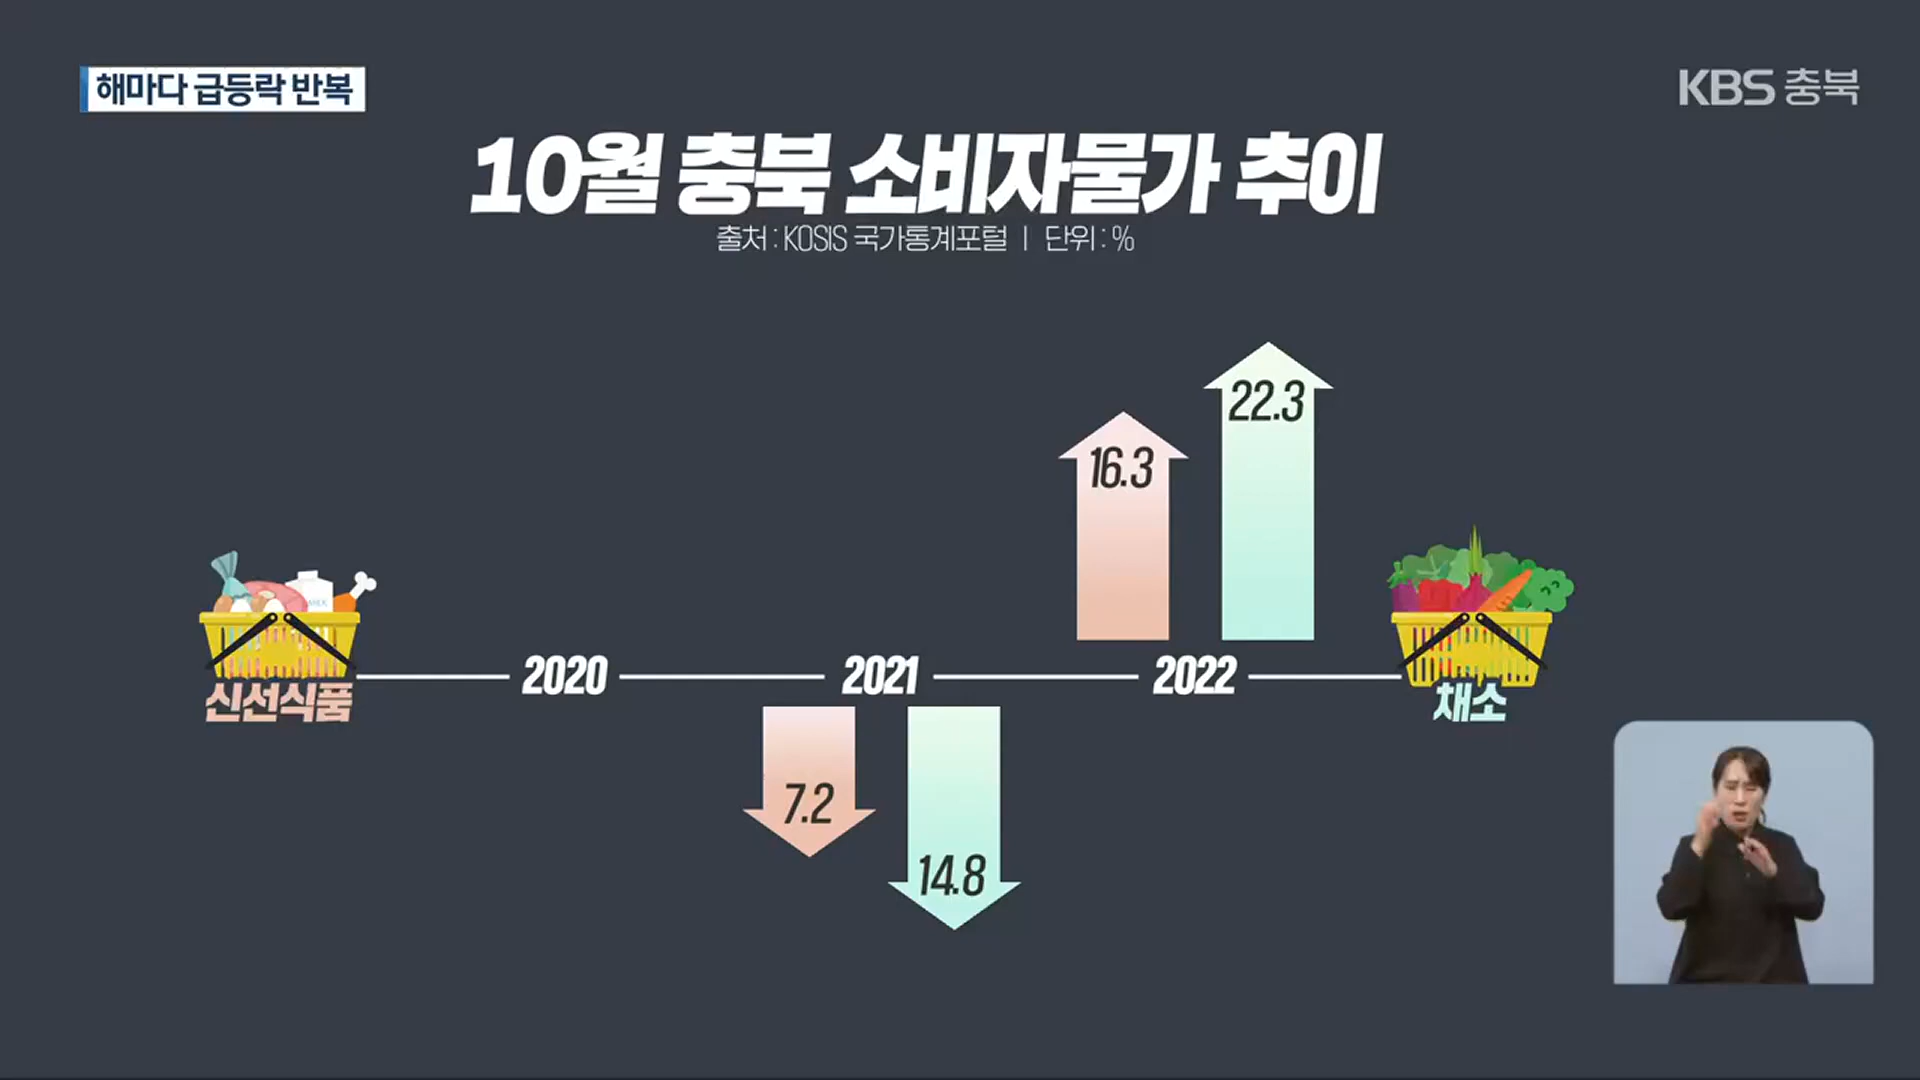 해마다 급등락 반복
KBS 충북
10월 충북 소비자물가 추이
출처 : KOSIS 국가통계포털 | 단위 : %
22.3
16.3
MILK
2020
2021
2022
신선식품
채소
7.2
14.8